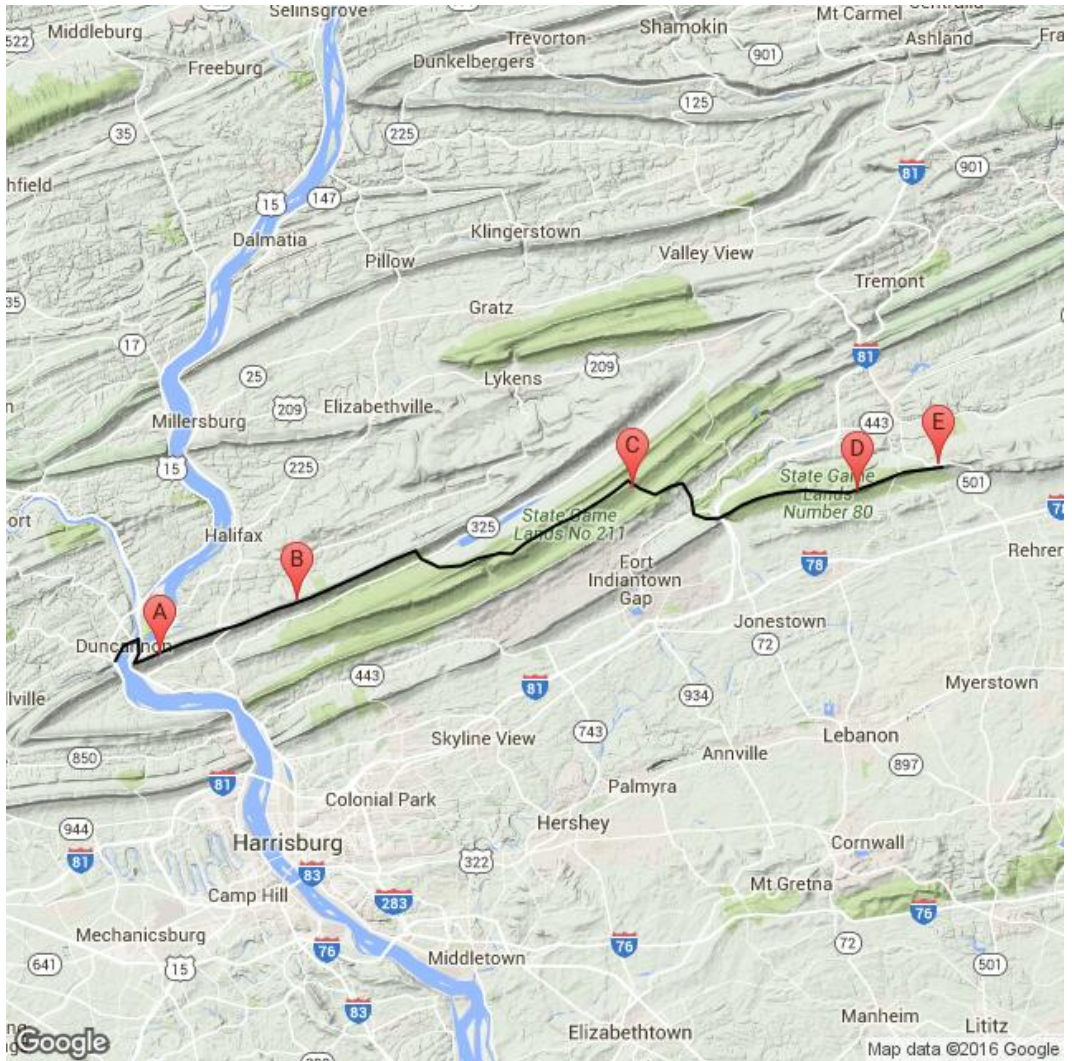 Selinsgrove
Mt Carmel
Middleburg
522
Shamokin
Trevorton
Ashland
Fra
Freeburg
Dunkelbergers
901
125
35
225
81
901
hfield
15
147
Dalmatia
Klingerstown
Pillow
Valley View
Tremont
35
Gratz
17
81
25
Lykens
209
209
Elizabethville
Millersburg
443
E
C
15
225
D
State Game
Lands
Number 80
501
78
ort
Halifax
325
State Game
Lands No 211
Rehrer
B
Fort
Indiantown
Gap
78
A
Jonestown
Duncannon
72
443
81
934
Myerstown
llville
743
Skyline View
Lebanon
850
Annville
897
81
Palmyra
Colonial Park
Hershey
944
Harrisburg
Cornwall
81
322
83
Mt Gretna
Camp Hill
283
76
Mechanicsburg
76
76
72
Middletown
641
15
501
83
Manheim
Lititz
Elizabethtown
Google
Map data ©2016 Google